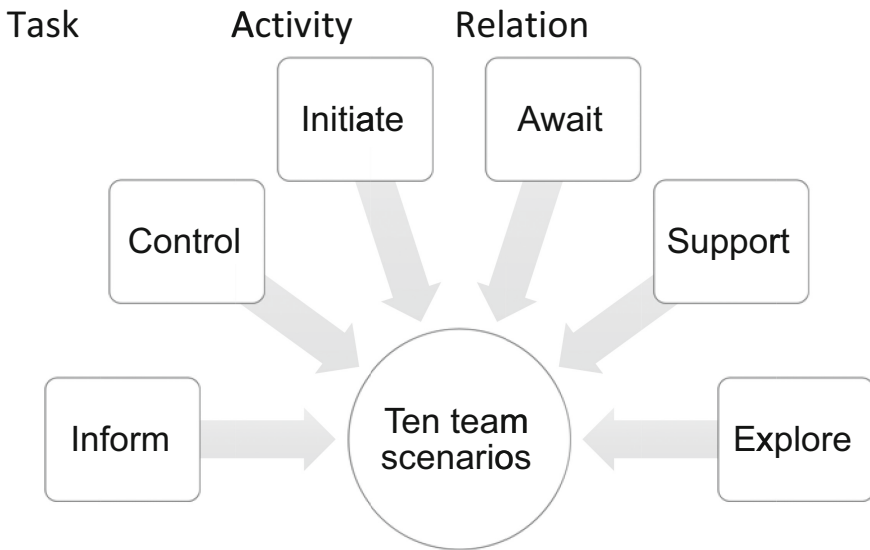 Task Activity Relation
Initiate
Await
Control
Support
Inform
Ten team
scenarios
Explore